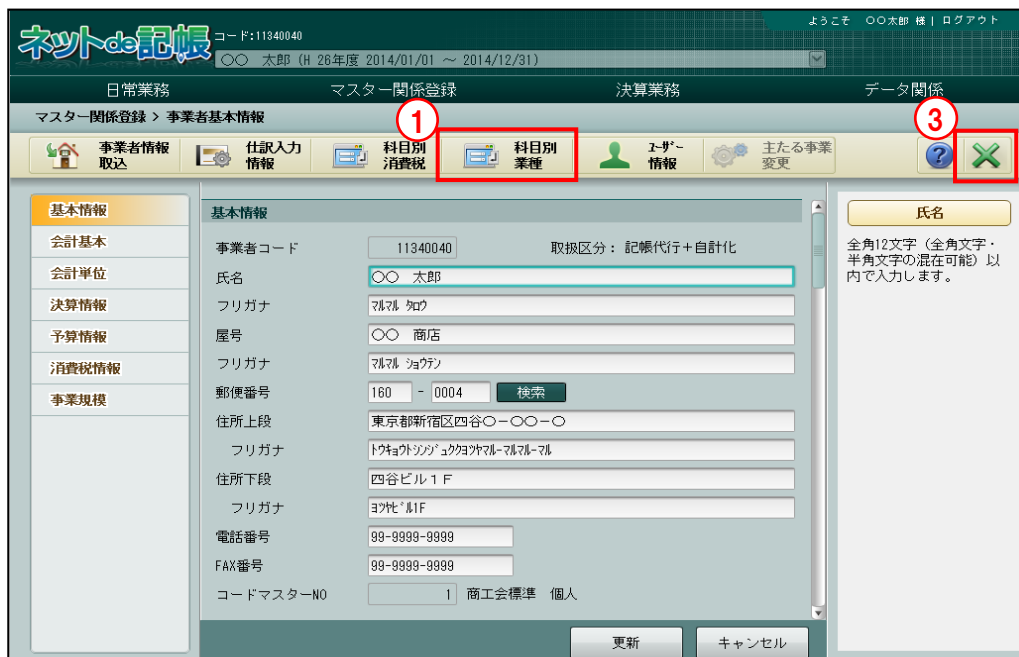 ようこそ 〇〇太郎 様 | ログアウト
ネットde記帳
コード:11340040
〇〇 太郎 (H 26年度 2014/01/01 ～ 2014/12/31)
日常業務 マスター関係登録 決算業務 データ関係
マスター関係登録 > 事業者基本情報
① ③
事業者情報
取込
仕訳入力
情報
科目別
消費税
科目別
業種
ﾕｰｻﾞｰ
情報
主たる事業
変更
?
基本情報
会計基本
会計単位
決算情報
予算情報
消費税情報
事業規模
基本情報
事業者コード 11340040 取扱区分: 記帳代行+自計化
氏名 〇〇 太郎
フリガナ ﾏﾙﾏﾙ ﾀﾛｳ
屋号 〇〇 商店
フリガナ ﾏﾙﾏﾙ ｼｮｳﾃﾝ
郵便番号 160 - 0004 検索
住所上段 東京都新宿区四谷〇－〇〇－〇
フリガナ ﾄｳｷｮｳﾄｼﾝｼﾞｭｸｸﾖﾂﾔﾏﾙ-ﾏﾙﾏﾙ-ﾏﾙ
住所下段 四谷ビル１Ｆ
フリガナ ﾖﾂﾔﾋﾞﾙ1F
電話番号 99-9999-9999
FAX番号 99-9999-9999
コードマスターNO 1 商工会標準 個人
更新 キャンセル
氏名
全角12文字（全角文字・
半角文字の混在可能）以
内で入力します。